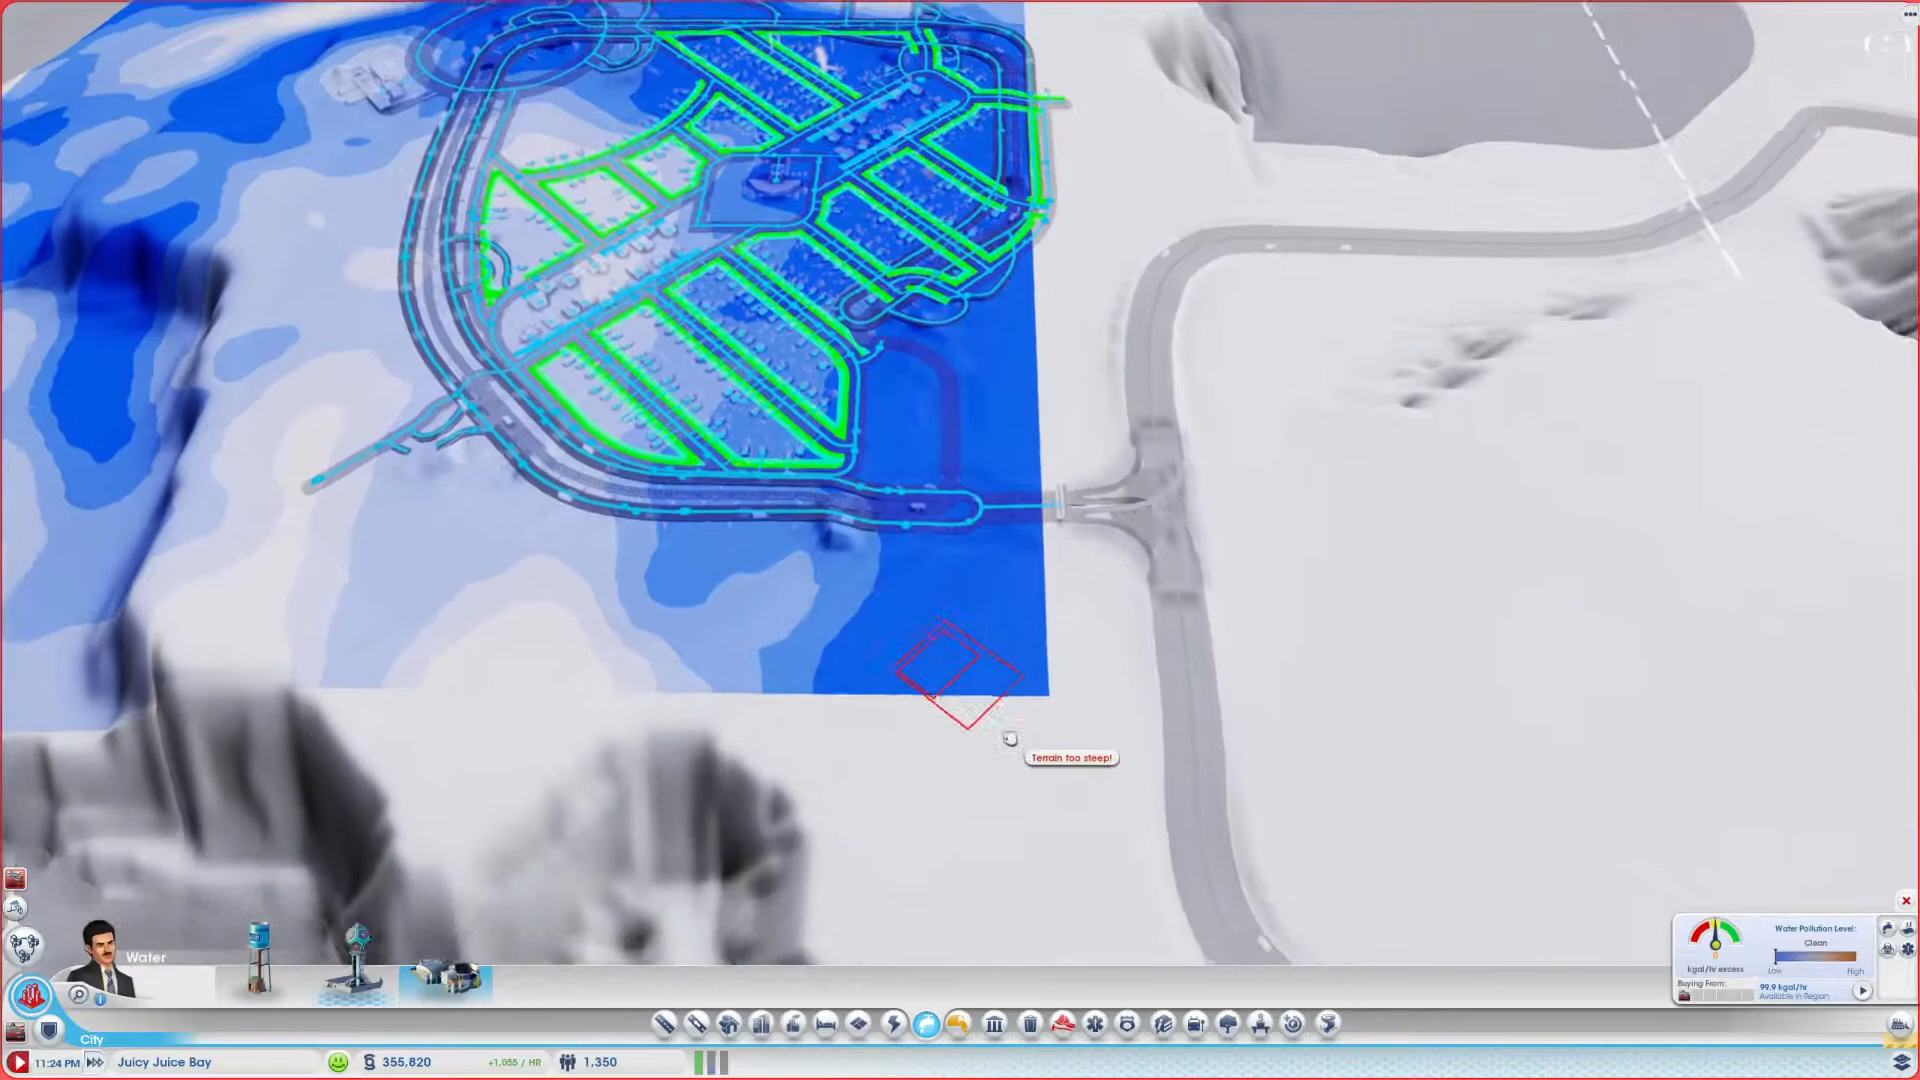 Terrain too steep!
Water
Water Pollution Level:
Clean
0
kgal/hr excess
Low
High
Buying From:
99.9 kgal/hr
Available in Region
City
11:24 PM
Juicy Juice Bay
355,820
+1,055 / HR
1,350